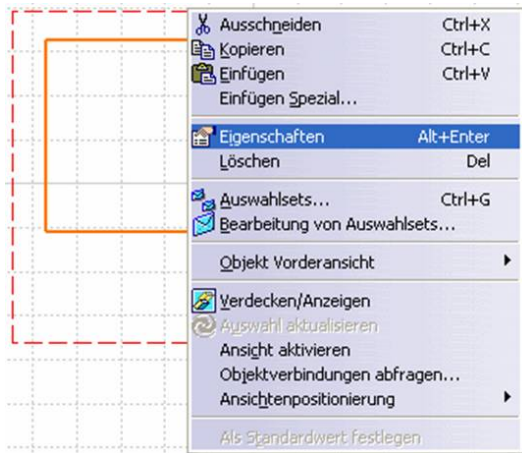 Ausschneiden Ctrl+X
Kopieren Ctrl+C
Einfügen Ctrl+V
Einfügen Spezial...
Eigenschaften Alt+Enter
Löschen Del
Auswahlsets... Ctrl+G
Bearbeitung von Auswahlsets...
Objekt Vorderansicht
Verdecken/Anzeigen
Auswahl aktualisieren
Ansicht aktivieren
Objektverbindungen abfragen...
Ansichtenpositionierung
Als Standardwert festlegen